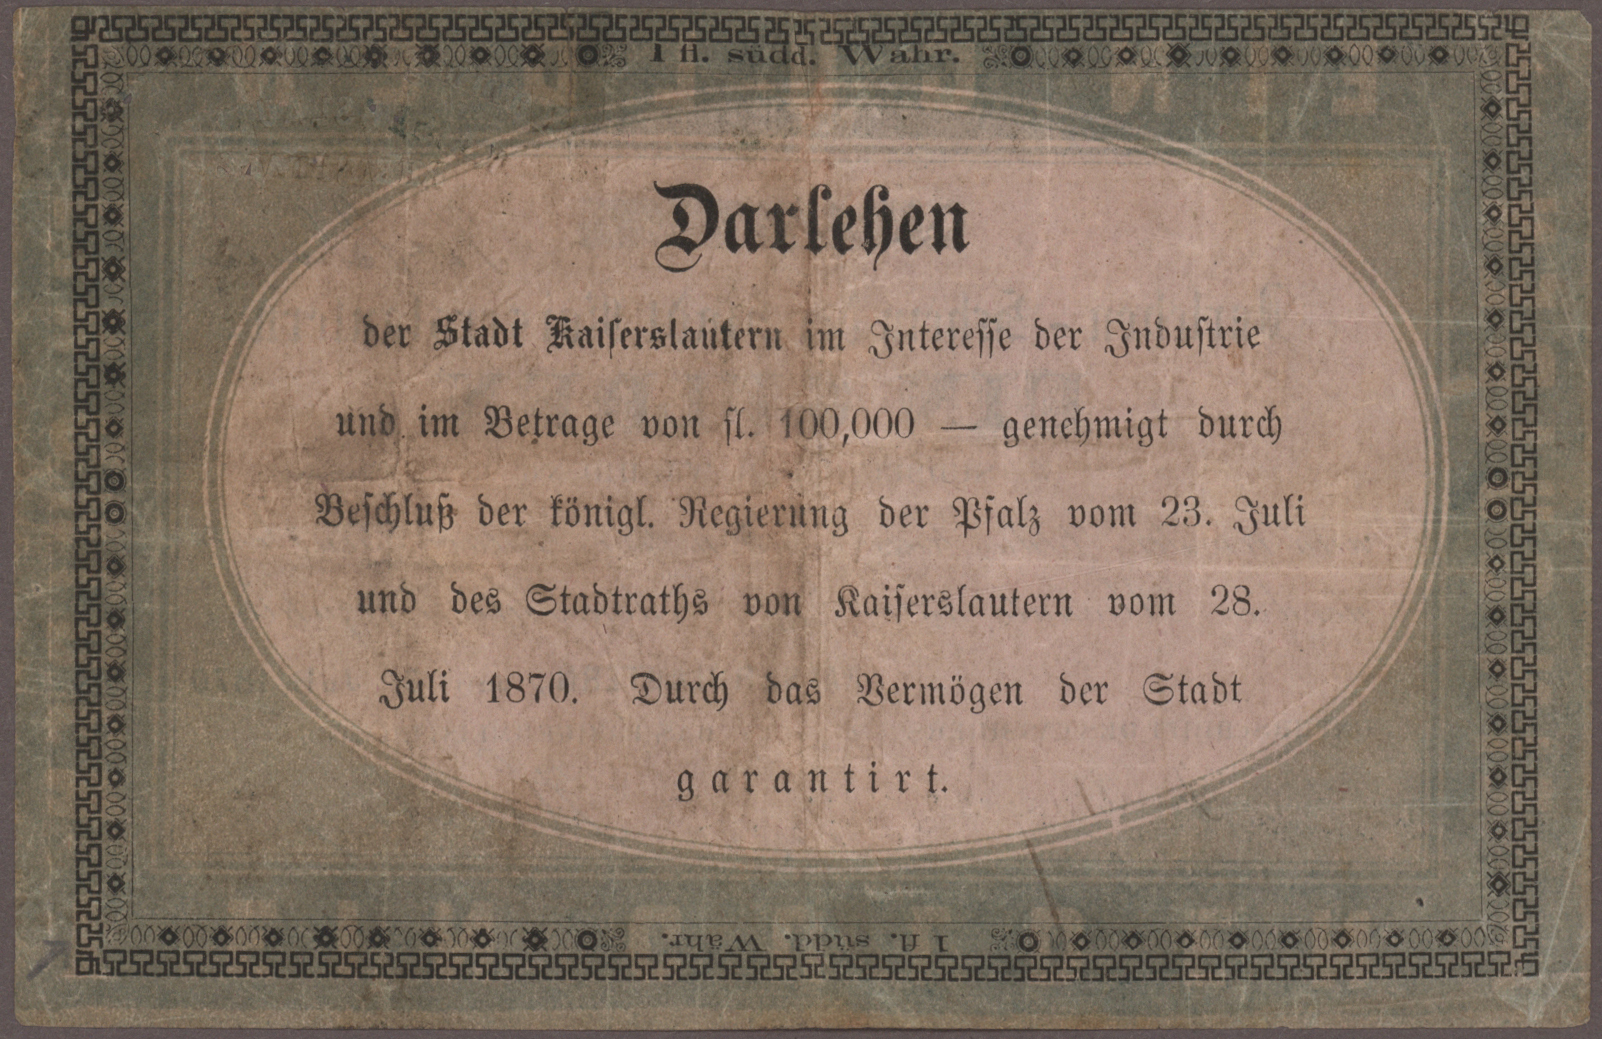 1 fl. südd. Währ.
Darlehen
der Stadt Kaiserslautern im Interesse der Industrie
und im Betrage von fl. 100,000 — genehmigt durch
Beschluß der königl. Regierung der Pfalz vom 23. Juli
und des Stadtraths von Kaiserslautern vom 28.
Juli 1870. Durch das Vermögen der Stadt
garantirt.
1 fl. südd. Währ.